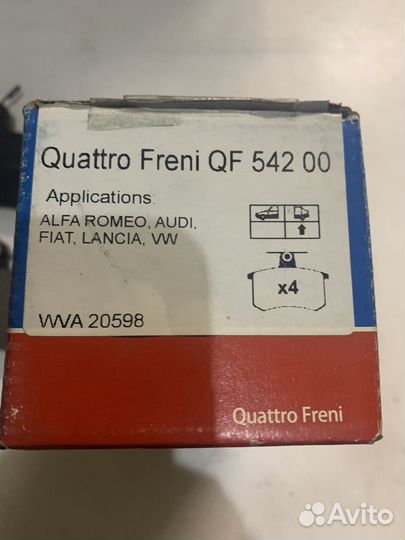 Quattro Freni QF 542 00
Applications:
ALFA ROMEO, AUDI,
FIAT, LANCIA, VW
x4
WVA 20598
Quattro Freni
Avito